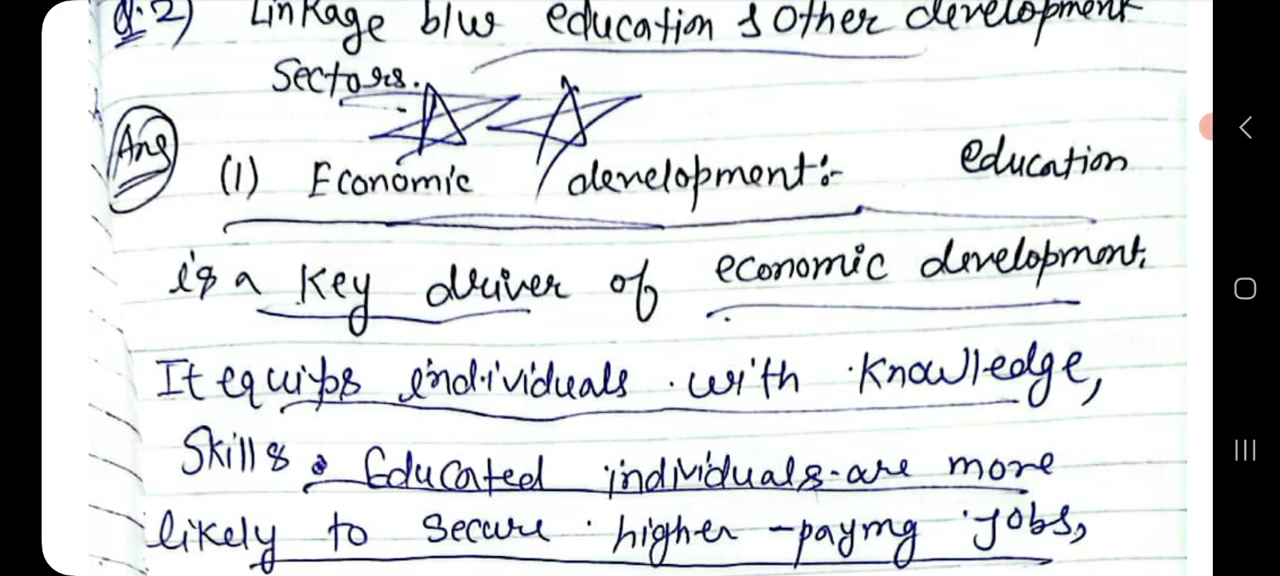 Q.2) Linkage b/w education & Other development
Sectors.
Ans
(1) Economic development:- education
is a key driver of economic development.
It equips individuals with knowledge,
Skills. Educated individuals are more
likely to secure higher-paying jobs,